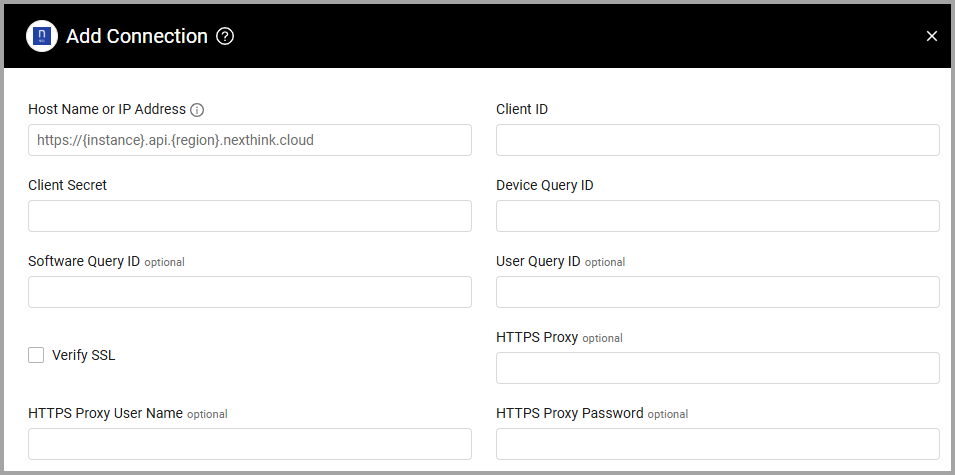 Add Connection ?
Host Name or IP Address
Client ID
https://{instance}.api.{region}.nexthink.cloud
Client Secret
Device Query ID
Software Query ID optional
User Query ID optional
Verify SSL
HTTPS Proxy optional
HTTPS Proxy User Name optional
HTTPS Proxy Password optional